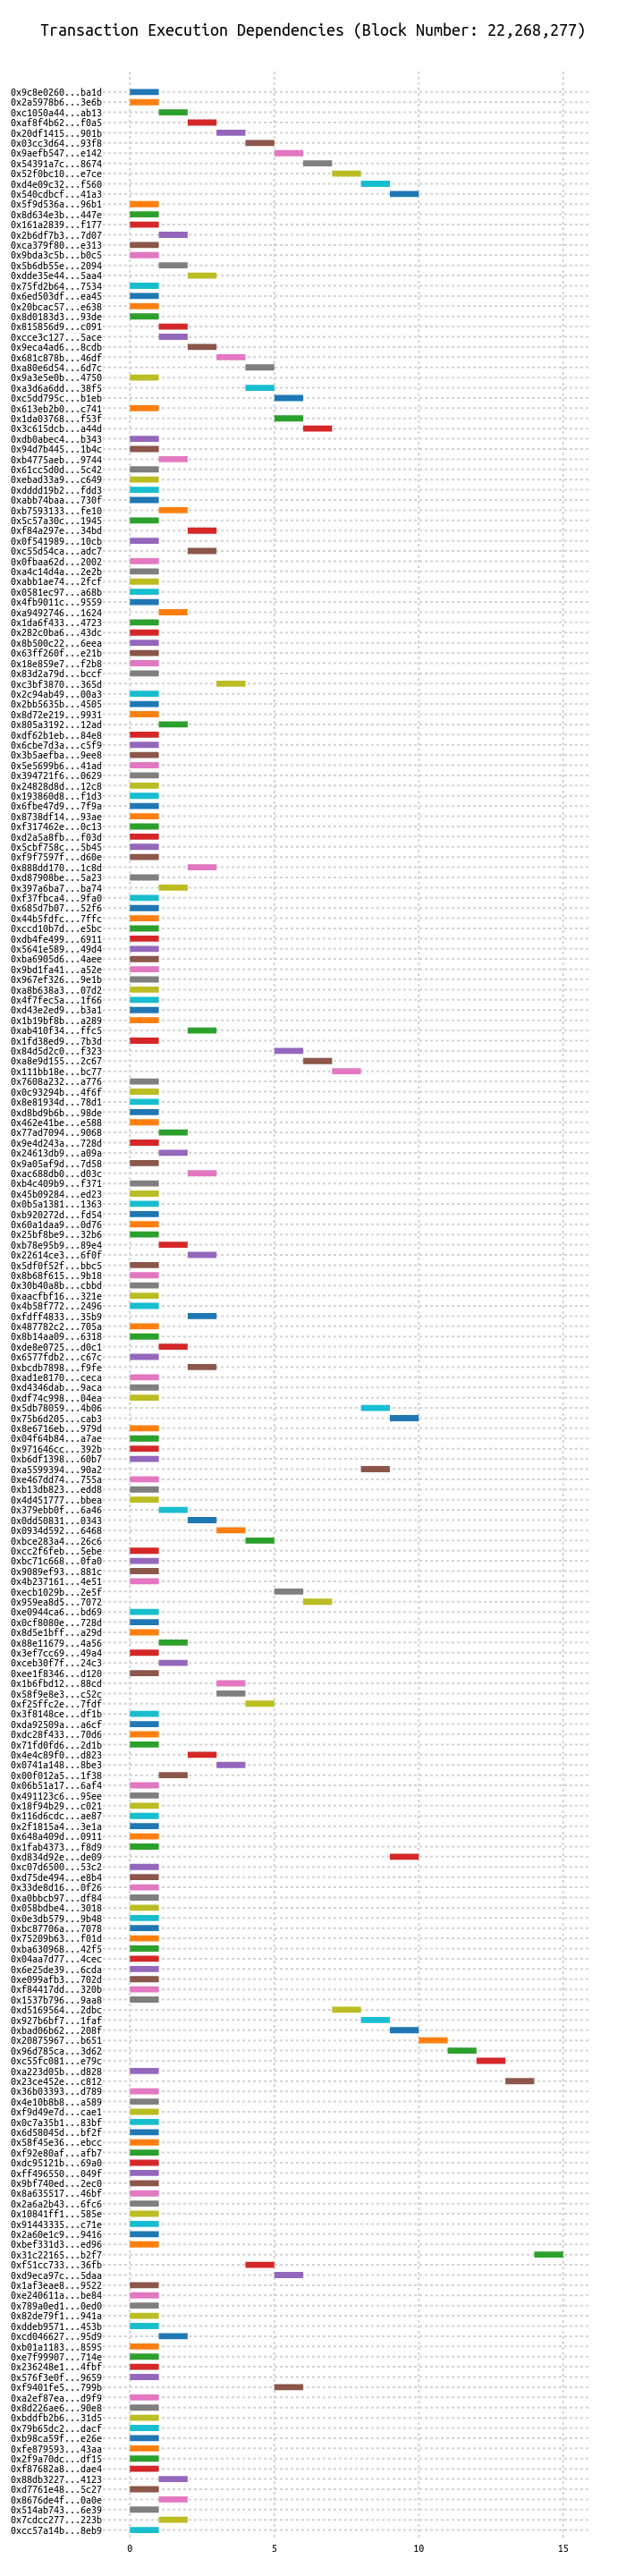 Transaction Execution Dependencies (Block Number: 22,268,277)
0x9c8e0260...ba1d
0x2a5978b6...3e6b
0xc1050a44...ab13
0xaf8f4b62...f0a5
0x20df1415...901b
0x03cc3d64...93f8
0x9aefb547...e142
0x54391a7c...8674
0x52f0bc10...e7ce
0xd4e09c32...f560
0x540cdbcf...41a3
0x5f9d536a...96b1
0x8d634e3b...447e
0x161a2839...f177
0x2b6df7b3...7d07
0xca379f80...e313
0x9bda3c5b...b0c5
0x5b6db55e...2094
0xdde35e44...5aa4
0x75fd2b64...7534
0x6ed503df...ea45
0x20bcac57...e638
0x8d0183d3...93de
0x815856d9...c091
0xcce3c127...5ace
0x9eca4ad6...8cdb
0x681c878b...46df
0xa80e6d54...6d7c
0x9a3e5e0b...4750
0xa3d6a6dd...38f5
0xc5dd795c...b1eb
0x613eb2b0...c741
0x1da03768...f53f
0x3c615dcb...a44d
0xdb0abec4...b343
0x94d7b445...1b4c
0xb4775aeb...9744
0x61cc5d0d...5c42
0xebad33a9...c649
0xdddd19b2...fdd3
0xabb74baa...730f
0xb7593133...fe10
0x5c57a30c...1945
0xf84a297e...34bd
0x0f541989...10cb
0xc55d54ca...adc7
0x0fbaa62d...2002
0xa4c14d4a...2e2b
0xabb1ae74...2fcf
0x0581ec97...a68b
0x4fb9011c...9559
0xa9492746...1624
0x1da6f433...4723
0x282c0ba6...43dc
0x8b500c22...6eea
0x63ff260f...e21b
0x18e859e7...f2b8
0x83d2a79d...bccf
0xc3bf3870...365d
0x2c94ab49...00a3
0x2bb5635b...4505
0x8d72e219...9931
0x805a3192...12ad
0xdf62b1eb...84e8
0x6cbe7d3a...c5f9
0x3b5aefba...9ee8
0x5e5699b6...41ad
0x394721f6...0629
0x24828d8d...12c8
0x193860d8...f1d3
0x6fbe47d9...7f9a
0x8738df14...93ae
0xf317462e...0c13
0xd2a5a8fb...f03d
0x5cbf758c...5b45
0xf9f7597f...d60e
0x888dd170...1c8d
0xd87908be...5a23
0x397a6ba7...ba74
0xf37fbca4...9fa0
0x685d7b07...52f6
0x44b5fdfc...7ffc
0xccd10b7d...e5bc
0xdb4fe499...6911
0x5641e589...49d4
0xba6905d6...4aee
0x9bd1fa41...a52e
0x967ef326...9e1b
0xa8b638a3...07d2
0x4f7fec5a...1f66
0xd43e2ed9...b3a1
0x1b19bf8b...a289
0xab410f34...ffc5
0x1fd38ed9...7b3d
0x84d5d2c0...f323
0xa8e9d155...2c67
0x111bb18e...bc77
0x7608a232...a776
0x0c93294b...4f6f
0x8e81934d...78d1
0xd8bd9b6b...98de
0x462e41be...e588
0x77ad7094...9068
0x9e4d243a...728d
0x24613db9...a09a
0x9a05af9d...7d58
0xac688db0...d03c
0xb4c409b9...f371
0x45b09284...ed23
0x0b5a1381...1363
0xb920272d...fd54
0x60a1daa9...0d76
0x25bf8be9...32b6
0xb78e95b9...89e4
0x22614ce3...6f0f
0x5df0f52f...bbc5
0x8b68f615...9b18
0x30b40a8b...cbbd
0xaacfbf16...321e
0x4b58f772...2496
0xfdff4833...35b9
0x487782c2...705a
0x8b14aa09...6318
0xde8e0725...d0c1
0x6577fdb2...c67c
0xbcdb7898...f9fe
0xad1e8170...ceca
0xd4346dab...9aca
0xdf74c998...04ea
0x5db78059...4b06
0x75b6d205...cab3
0x8e6716eb...979d
0x04f64b84...a7ae
0x971646cc...392b
0xb6df1398...60b7
0xa5599394...90a2
0xe467dd74...755a
0xb13db823...edd8
0x4d451777...bbea
0x379ebb0f...6a46
0x0dd50831...0343
0x0934d592...6468
0xbce283a4...26c6
0xcc2f6feb...5ebe
0xbc71c668...0fa0
0x9089ef93...881c
0x4b237161...4e51
0xecb1029b...2e5f
0x959ea8d5...7072
0xe0944ca6...bd69
0x0cf8080e...728d
0x8d5e1bff...a29d
0x88e11679...4a56
0x3ef7cc69...49a4
0xceb30f7f...24c3
0xee1f8346...d120
0x1b6fbd12...88cd
0x58f9e8e3...c52c
0xf25ffc2e...7fdf
0x3f8148ce...df1b
0xda92509a...a6cf
0xdc28f433...70d6
0x71fd0fd6...2d1b
0x4e4c89f0...d823
0x0741a148...8be3
0x00f012a5...1f38
0x06b51a17...6af4
0x491123c6...95ee
0x18f94b29...c021
0x116d6cdc...ae87
0x2f1815a4...3e1a
0x648a409d...0911
0x1fab4373...f8d9
0xd834d92e...de09
0xc07d6500...53c2
0xd75de494...e8b4
0x33de8d16...0f26
0xa0bbcb97...df84
0x058bdbe4...3018
0x0e3db579...9b48
0xbc87706a...7078
0x75209b63...f01d
0xba630968...42f5
0x04aa7d77...4cec
0x6e25de39...6cda
0xe099afb3...702d
0xf84417dd...320b
0x1537b796...9aa8
0xd5169564...2dbc
0x927b6bf7...1faf
0xbad06b62...208f
0x20875967...b651
0x96d785ca...3d62
0xc55fc081...e79c
0xa223d05b...d828
0x23ce452e...c812
0x36b03393...d789
0x4e10b8b8...a589
0xf9d49e7d...cae1
0x0c7a35b1...83bf
0x6d58045d...bf2f
0x58f45e36...ebcc
0xf92e80af...afb7
0xdc95121b...69a0
0xff496550...049f
0x9bf740ed...2ec0
0x8a635517...46bf
0x2a6a2b43...6fc6
0x10841ff1...585e
0x91443335...c71e
0x2a60e1c9...9416
0xbef331d3...ed96
0x31c22165...b2f7
0xf51cc733...36fb
0xd9eca97c...5daa
0x1af3eae8...9522
0xe240611a...be84
0x789a0ed1...0ed0
0x82de79f1...941a
0xddeb9571...453b
0xcd046627...95d9
0xb01a1183...8595
0xe7f99907...714e
0x236248e1...4fbf
0x576f3e0f...9659
0xf9401fe5...799b
0xa2ef87ea...d9f9
0x8d226ae6...90e8
0xbddfb2b6...31d5
0x79b65dc2...dacf
0xb98ca59f...e26e
0xfe879593...43aa
0x2f9a70dc...df15
0xf87682a8...dae4
0x88db3227...4123
0xd7761e48...5c27
0x8676de4f...0a0e
0x514ab743...6e39
0x7cdcc277...223b
0xcc57a14b...8eb9
0 5 10 15